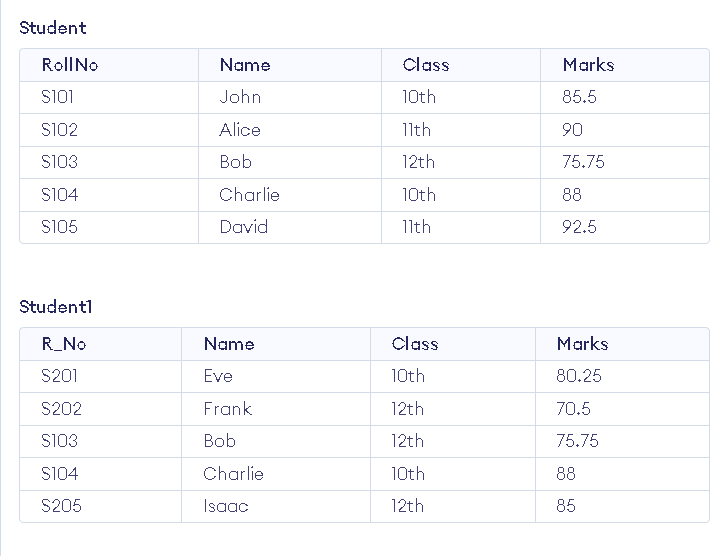 Student
RollNo Name Class Marks
S101 John 10th 85.5
S102 Alice 11th 90
S103 Bob 12th 75.75
S104 Charlie 10th 88
S105 David 11th 92.5
Student1
R_No Name Class Marks
S201 Eve 10th 80.25
S202 Frank 12th 70.5
S103 Bob 12th 75.75
S104 Charlie 10th 88
S205 Isaac 12th 85